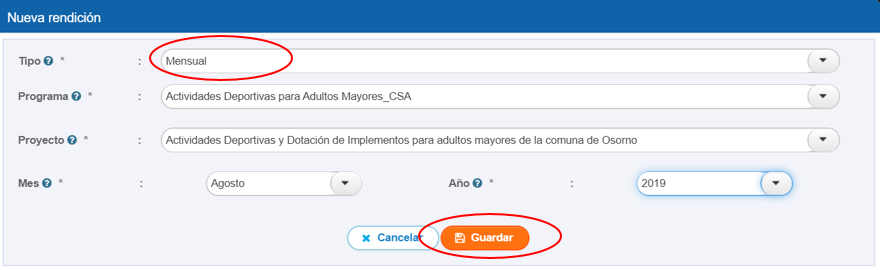 Nueva rendición
Tipo ? * : Mensual
Programa ? * : Actividades Deportivas para Adultos Mayores_CSA
Proyecto ? * : Actividades Deportivas y Dotación de Implementos para adultos mayores de la comuna de Osorno
Mes ? * : Agosto Año ? * : 2019
Cancelar Guardar